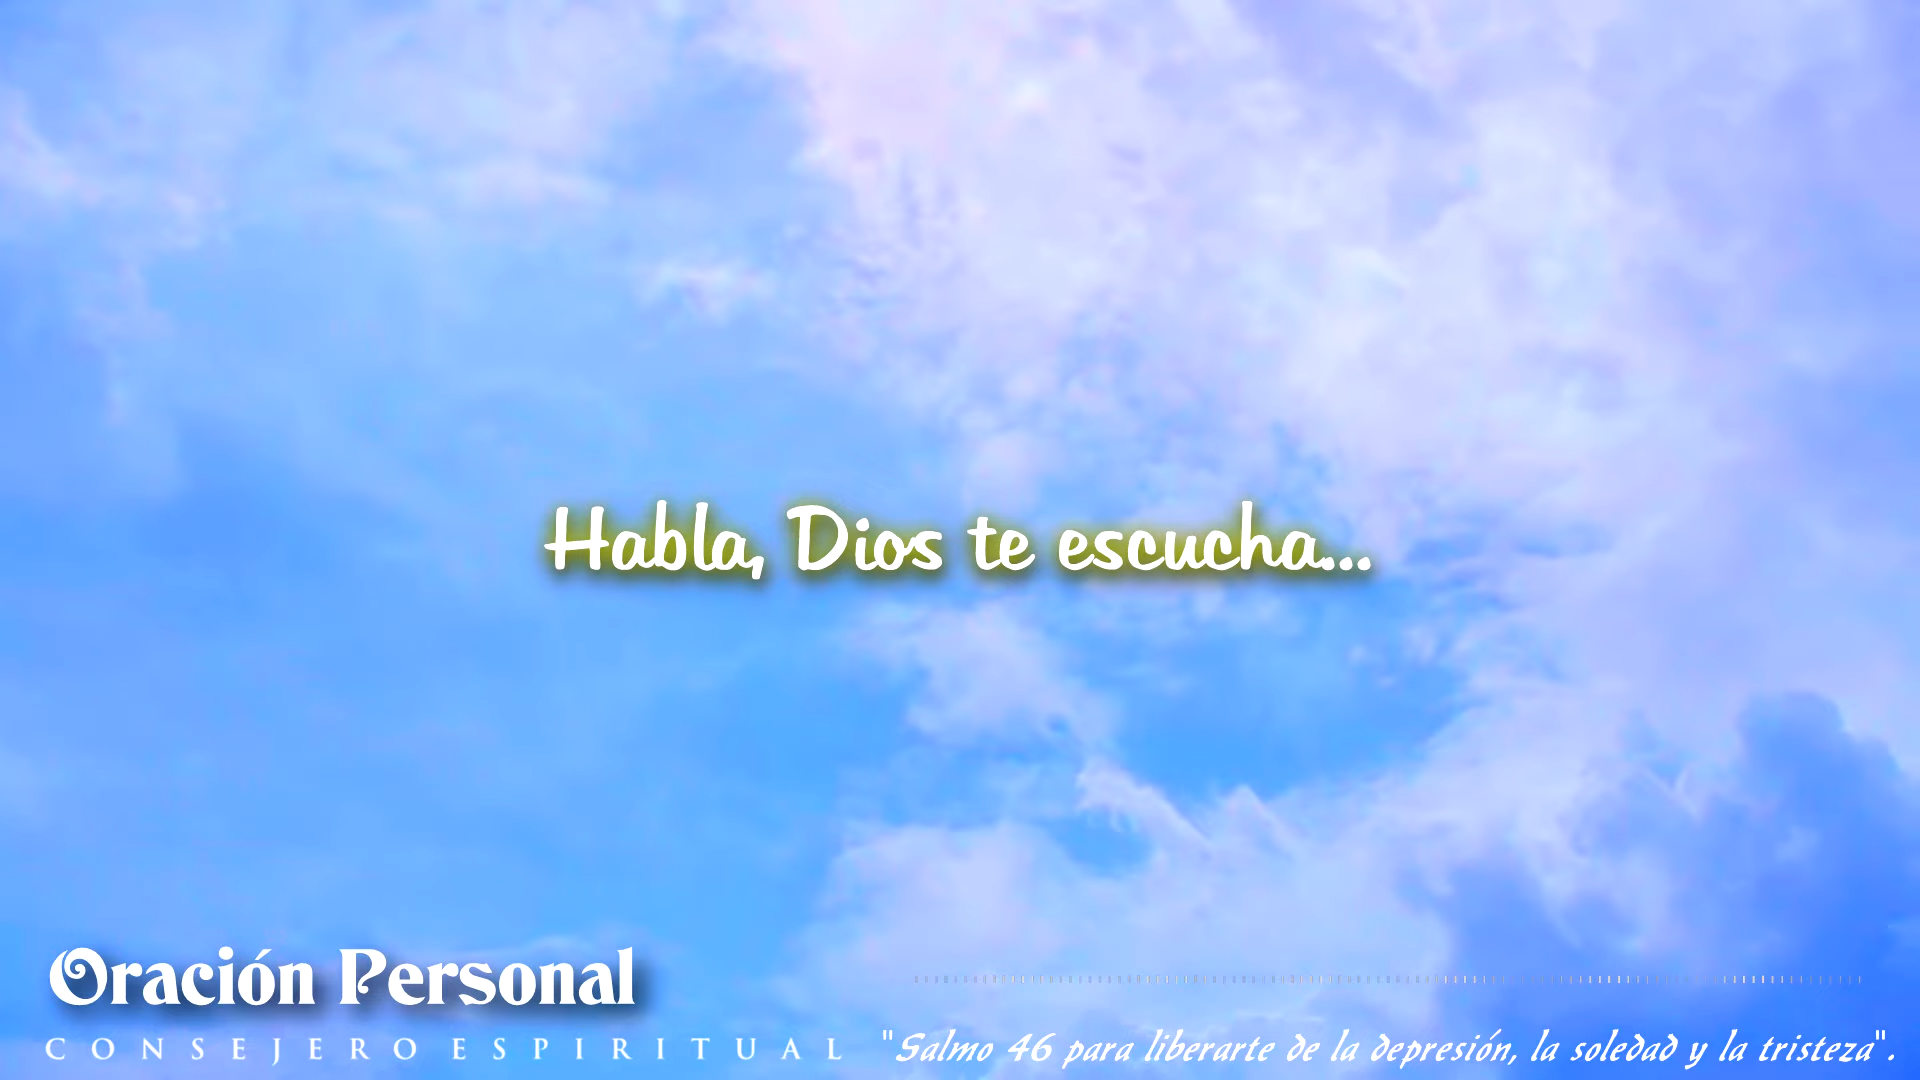 Habla, Dios te escucha...
Oración Personal
CONSEJERO ESPIRITUAL
"Salmo 46 para liberarte de la depresión, la soledad y la tristeza".